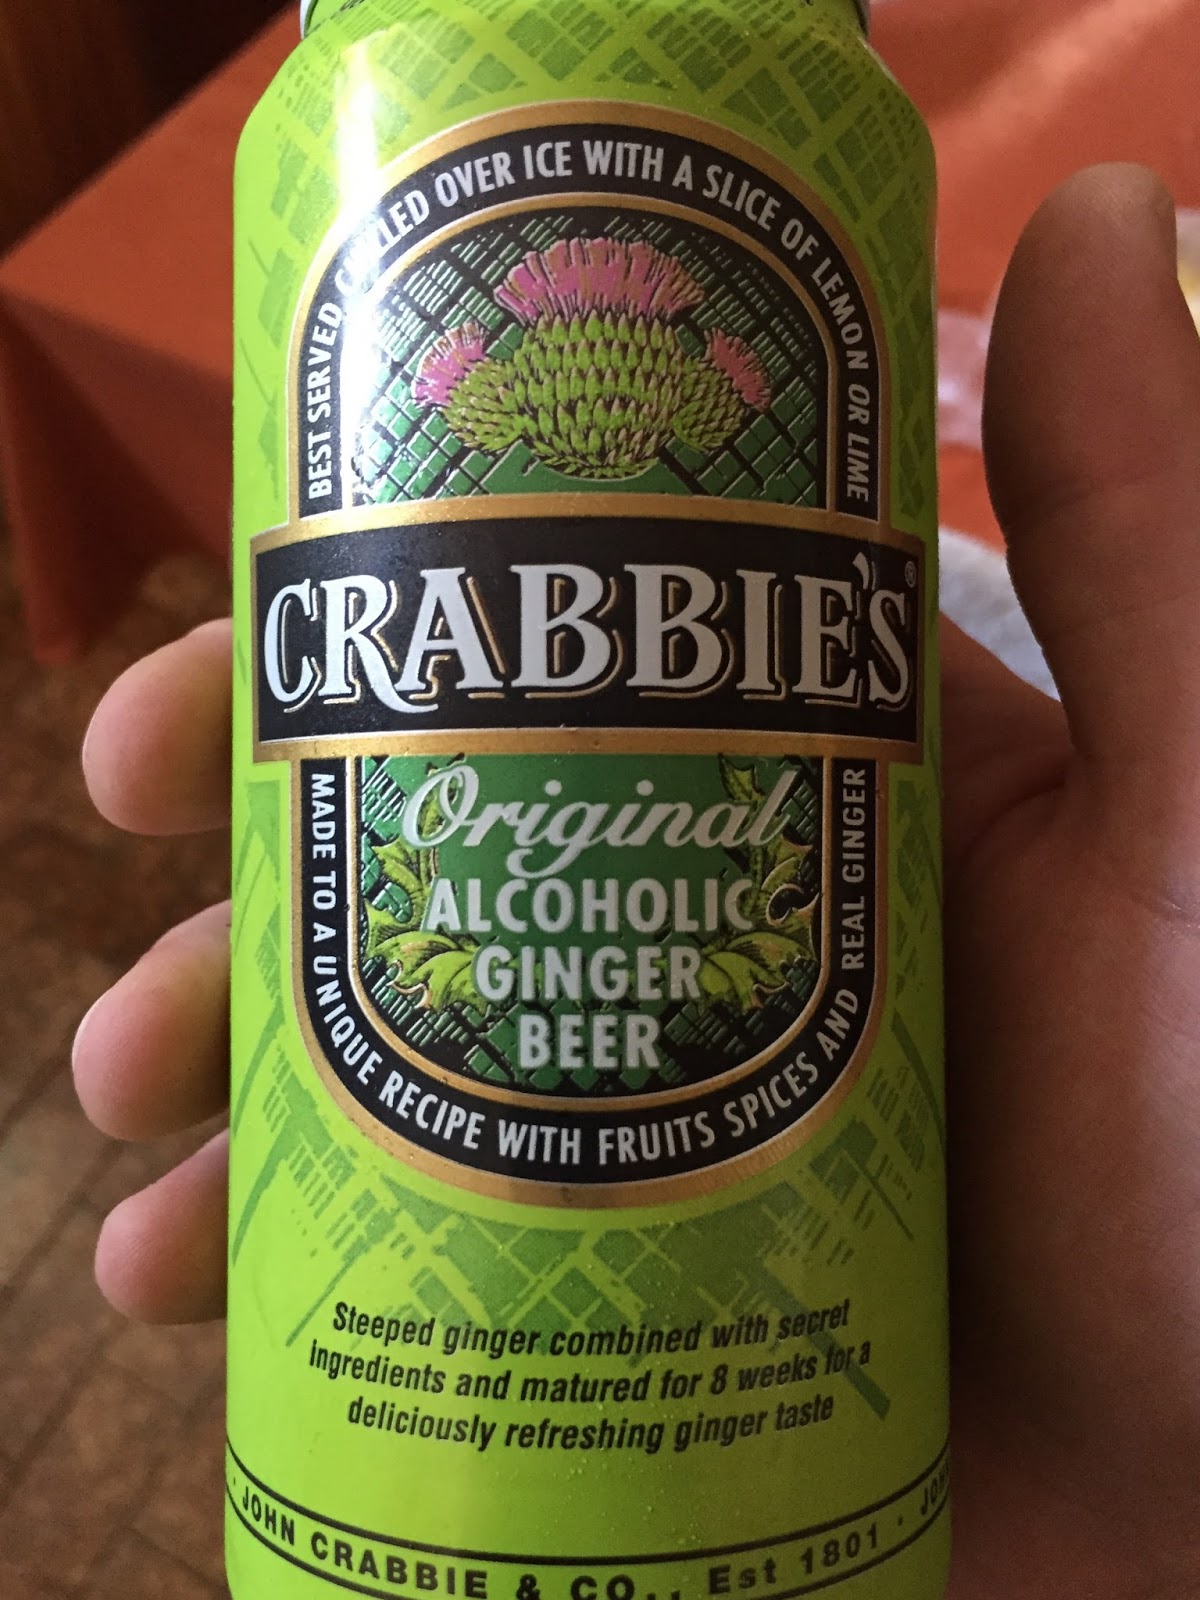 BEST SERVED CHILLED OVER ICE WITH A SLICE OF LEMON OR LIME
CRABBIE'S®
Original
ALCOHOLIC
GINGER
BEER
MADE TO A UNIQUE RECIPE WITH FRUITS SPICES AND REAL GINGER
Steeped ginger combined with secret
ingredients and matured for 8 weeks for a
deliciously refreshing ginger taste
· JOHN CRABBIE & CO., Est 1801 ·